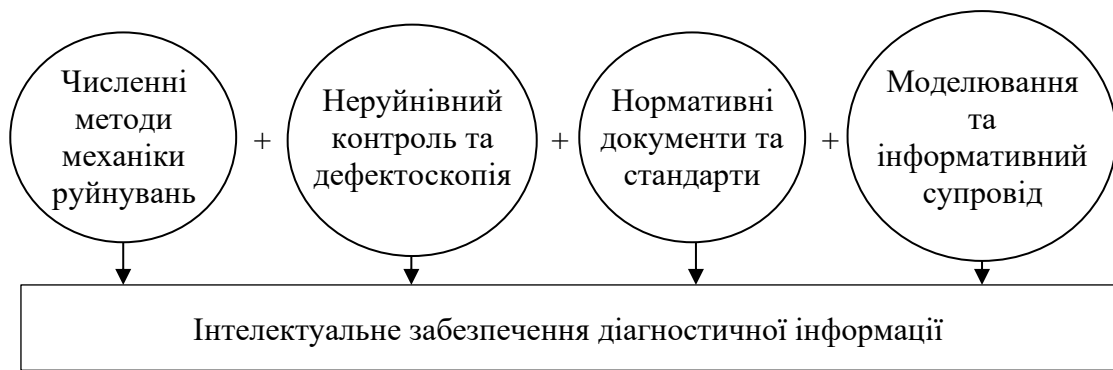 Численні
методи
механіки
руйнувань
+
Неруйнівний
контроль та
дефектоскопія
+
Нормативні
документи та
стандарти
+
Моделювання
та
інформативний
супровід
Інтелектуальне забезпечення діагностичної інформації